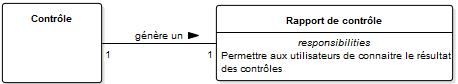 Contrôle
génère un
1
1
Rapport de contrôle
responsibilities
Permettre aux utilisateurs de connaitre le résultat
des contrôles